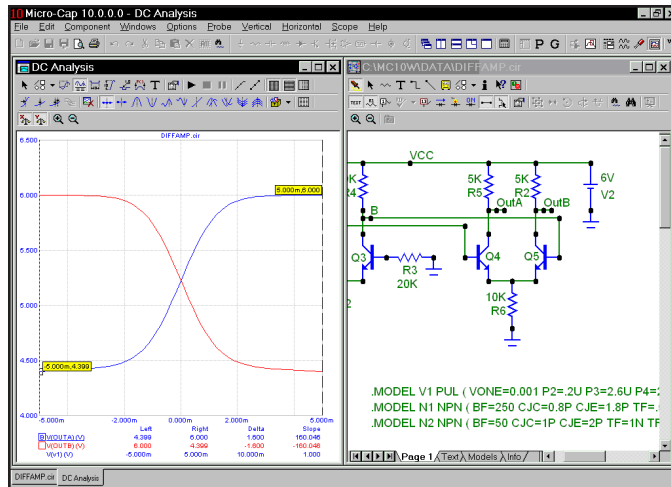 Micro-Cap 10.0.0.0 - DC Analysis
File Edit Component Windows Options Probe Vertical Horizontal Scope Help
DC Analysis
C:\MC10W\DATA\DIFFAMP.cir
DIFFAMP.cir
6.500
6.000
5.500
5.000
4.500
4.000
5.000m,6.000
-5.000m,4.399
-5.000m -2.000m 0.000m 2.000m 5.000m
Left Right Delta Slope
V(OUTA) (V) 4.399 6.000 1.600 160.046
V(OUTB) (V) 6.000 4.399 -1.600 -160.046
V(v1) (V) -5.000m 5.000m 10.000m 1.000
VCC
K
R4
5K
R5
5K
R2
6V
V2
OutA
OutB
B
Q3
Q4
Q5
R3
20K
10K
R6
.MODEL V1 PUL ( VONE=0.001 P2=.2U P3=2.6U P4=2
.MODEL N1 NPN ( BF=250 CJC=0.8P CJE=1.8P TF=.
.MODEL N2 NPN ( BF=50 CJC=1P CJE=2P TF=1N TF
Page 1 Text Models Info
DIFFAMP.cir DC Analysis